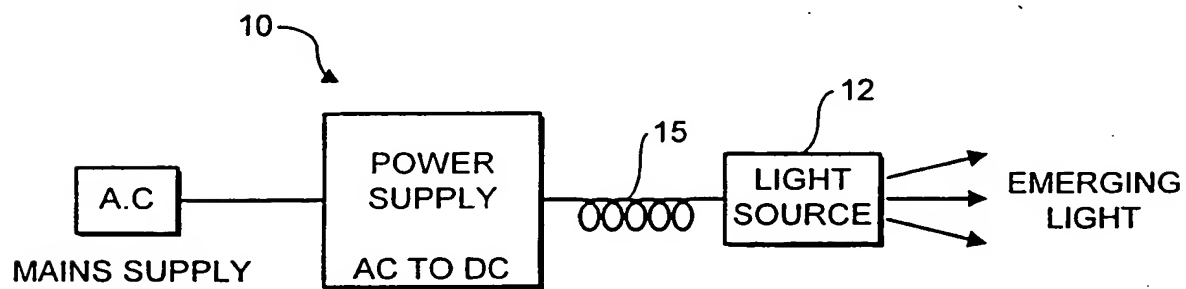 10
12
15
A.C
MAINS SUPPLY
POWER
SUPPLY
AC TO DC
LIGHT
SOURCE
EMERGING
LIGHT